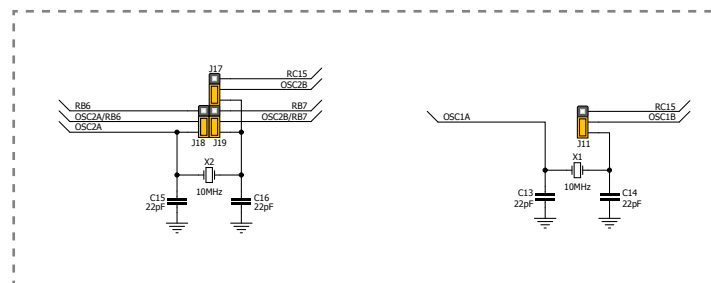 J17
RC15
OSC2B
RB6
RB7
OSC2A/RB6
OSC2B/RB7
OSC2A
J18
J19
X2
10MHz
C15
22pF
C16
22pF
RC15
OSC1A
OSC1B
J11
X1
10MHz
C13
22pF
C14
22pF